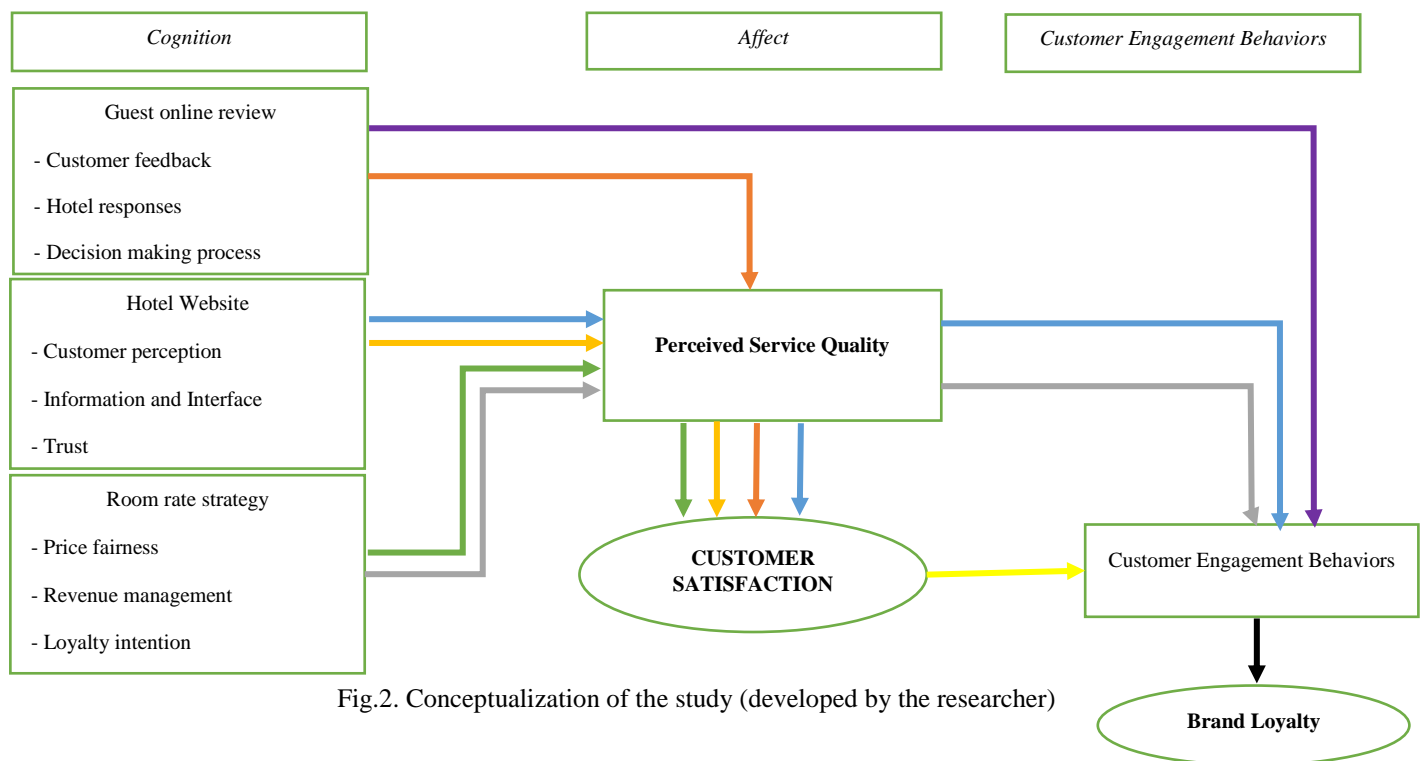 Cognition
Affect
Customer Engagement Behaviors
Guest online review
- Customer feedback
- Hotel responses
- Decision making process
Hotel Website
- Customer perception
- Information and Interface
- Trust
Room rate strategy
- Price fairness
- Revenue management
- Loyalty intention
Perceived Service Quality
CUSTOMER
SATISFACTION
Customer Engagement Behaviors
Brand Loyalty
Fig.2. Conceptualization of the study (developed by the researcher)